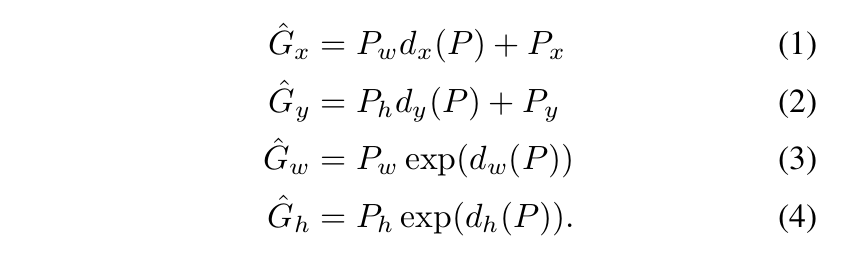 Ĝ_x = P_w d_x(P) + P_x (1)
Ĝ_y = P_h d_y(P) + P_y (2)
Ĝ_w = P_w exp(d_w(P)) (3)
Ĝ_h = P_h exp(d_h(P)). (4)